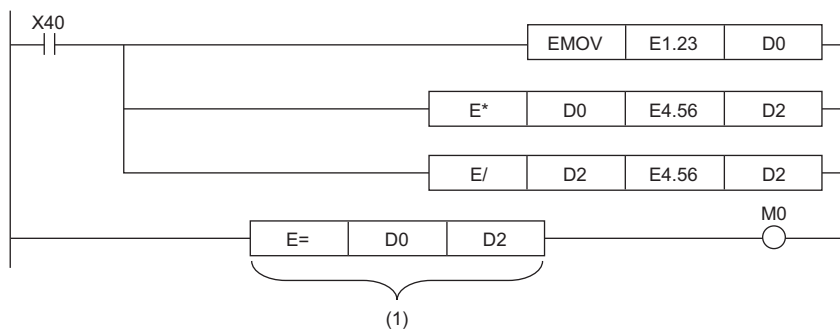 X40
EMOV E1.23 D0
E* D0 E4.56 D2
E/ D2 E4.56 D2
M0
E= D0 D2
(1)